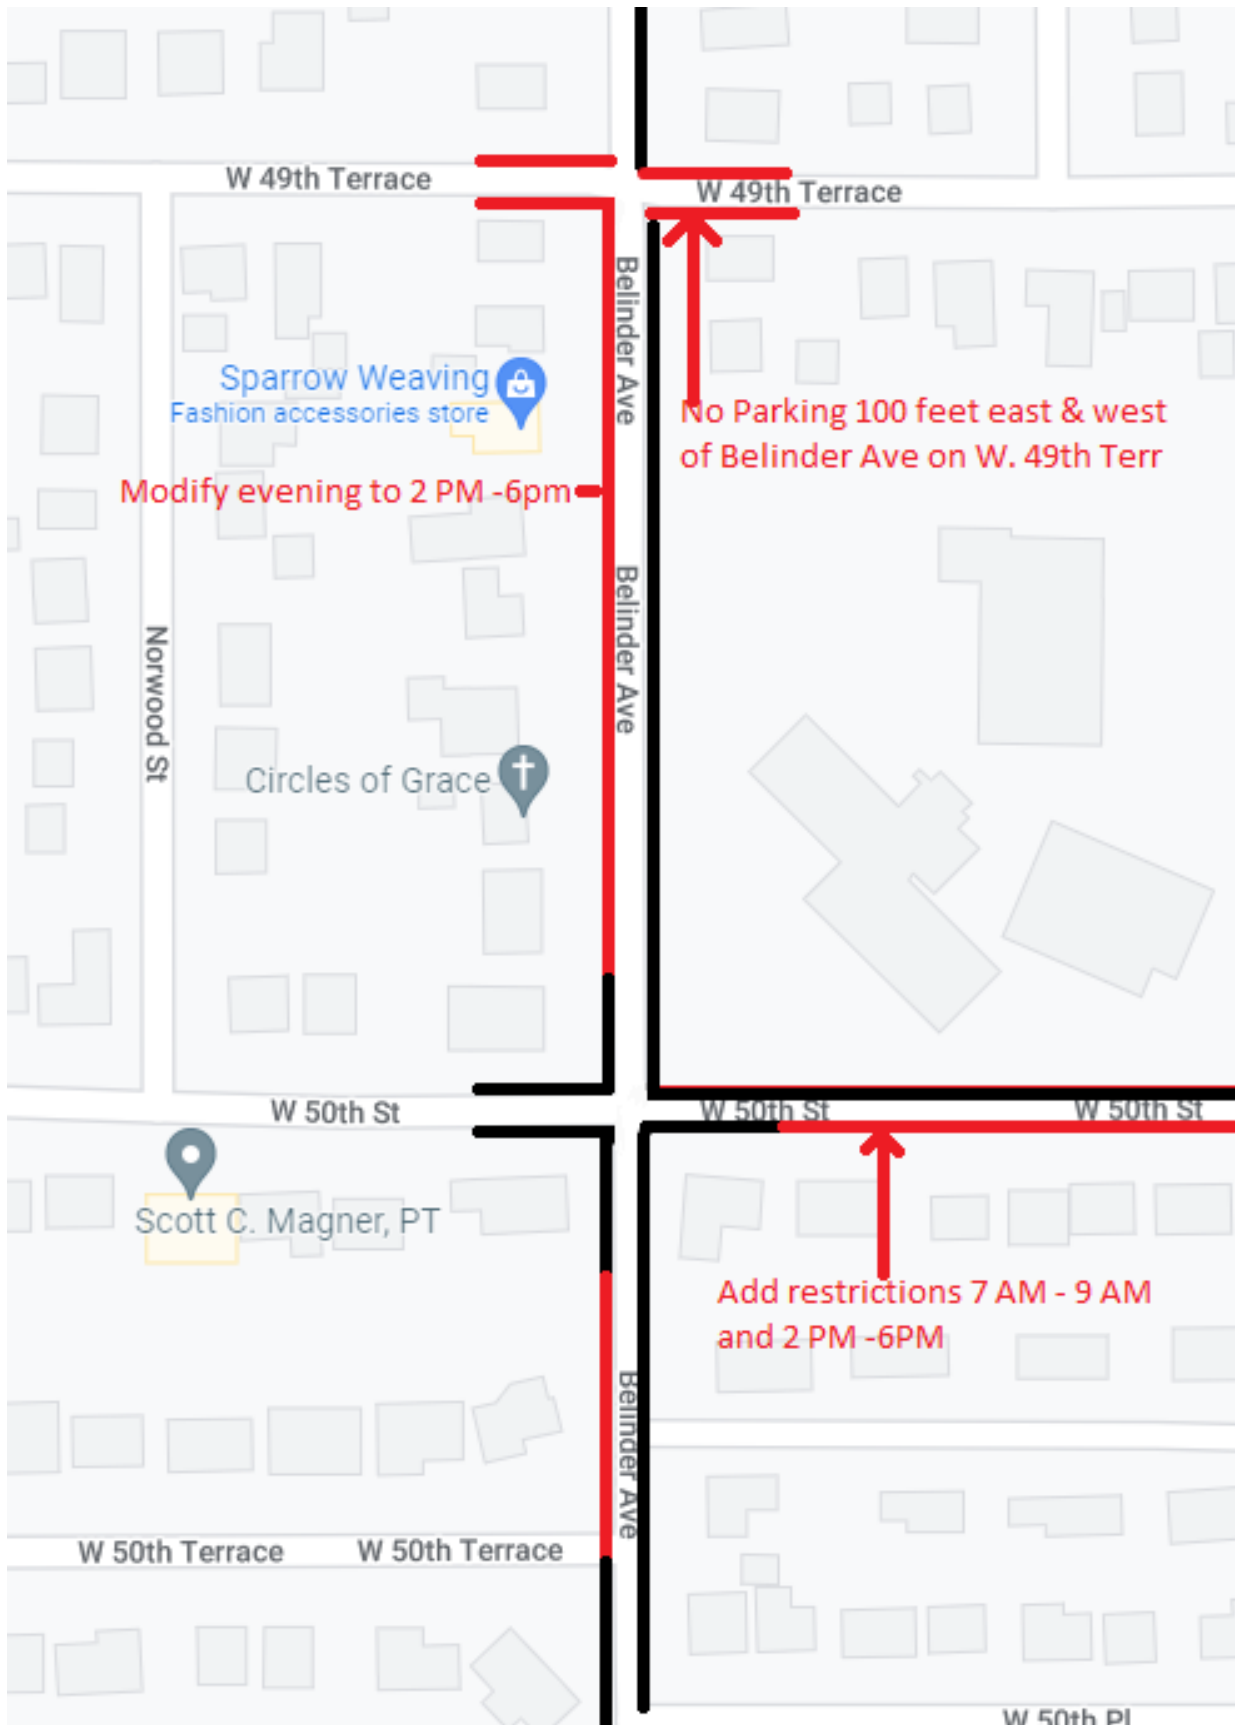 W 49th Terrace
W 49th Terrace
Belinder Ave
Sparrow Weaving
Fashion accessories store
No Parking 100 feet east & west
of Belinder Ave on W. 49th Terr
Modify evening to 2 PM -6pm
Belinder Ave
Norwood St
Circles of Grace
W 50th St
W 50th St
W 50th St
Scott C. Magner, PT
Add restrictions 7 AM - 9 AM
and 2 PM -6PM
Belinder Ave
W 50th Terrace
W 50th Terrace
W 50th Pl